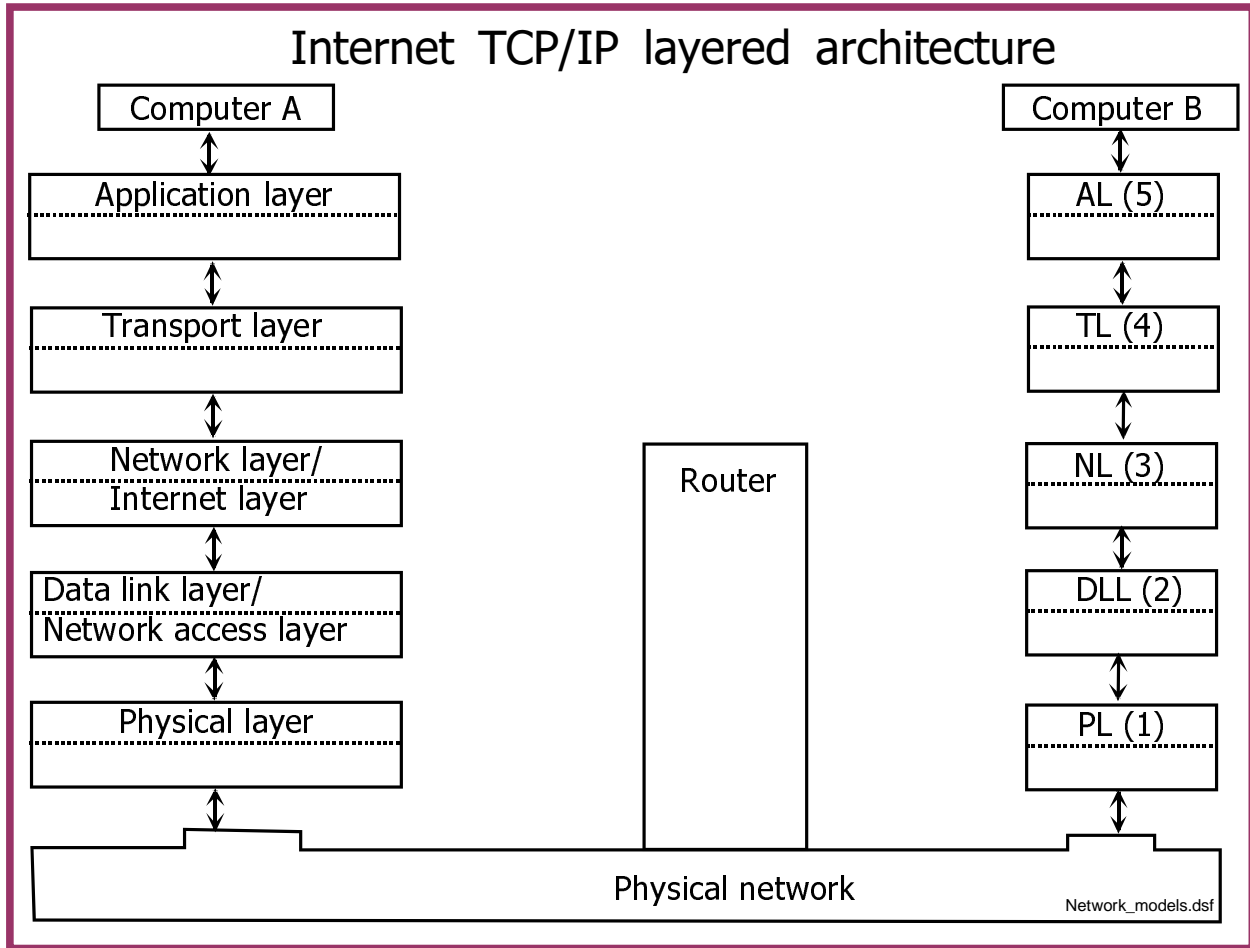 Internet TCP/IP layered architecture
Computer A
Application layer
Transport layer
Network layer/
Internet layer
Data link layer/
Network access layer
Physical layer
Router
Computer B
AL (5)
TL (4)
NL (3)
DLL (2)
PL (1)
Physical network
Network_models.dsf